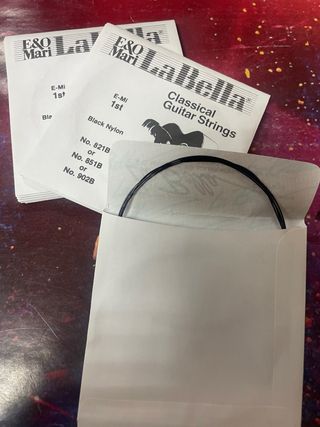 E&O
Mari
LaBella
E-Mi
1st
E&O
Mari
LaBella®
Classical
Guitar Strings
E-Mi
1st
Black Nylon
No. 821B
or
No. 851B
or
No. 902B